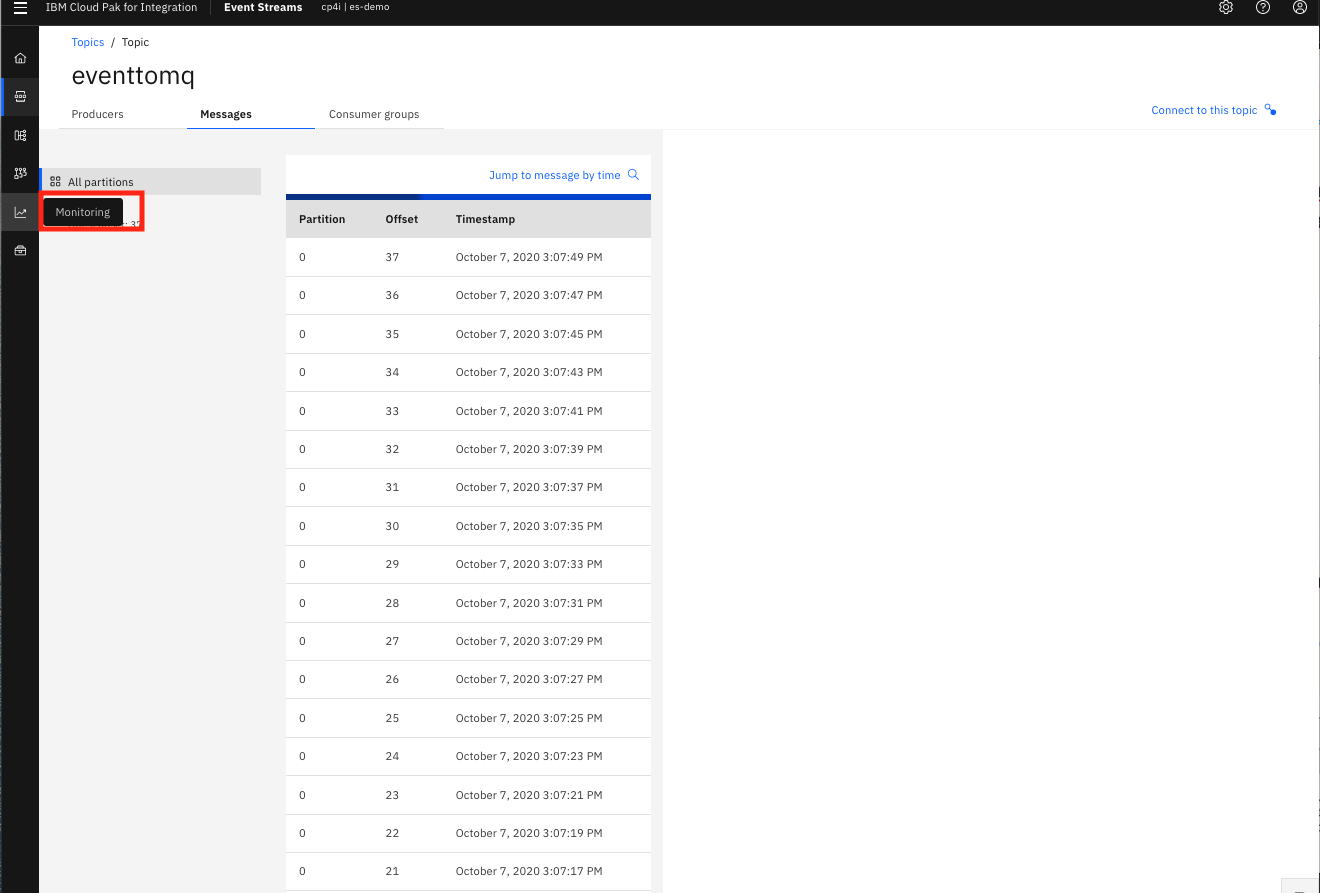 IBM Cloud Pak for Integration Event Streams cp4i | es-demo
Topics / Topic
eventtomq
Producers Messages Consumer groups
Connect to this topic
All partitions
Monitoring
Jump to message by time
Partition Offset Timestamp
0 37 October 7, 2020 3:07:49 PM
0 36 October 7, 2020 3:07:47 PM
0 35 October 7, 2020 3:07:45 PM
0 34 October 7, 2020 3:07:43 PM
0 33 October 7, 2020 3:07:41 PM
0 32 October 7, 2020 3:07:39 PM
0 31 October 7, 2020 3:07:37 PM
0 30 October 7, 2020 3:07:35 PM
0 29 October 7, 2020 3:07:33 PM
0 28 October 7, 2020 3:07:31 PM
0 27 October 7, 2020 3:07:29 PM
0 26 October 7, 2020 3:07:27 PM
0 25 October 7, 2020 3:07:25 PM
0 24 October 7, 2020 3:07:23 PM
0 23 October 7, 2020 3:07:21 PM
0 22 October 7, 2020 3:07:19 PM
0 21 October 7, 2020 3:07:17 PM